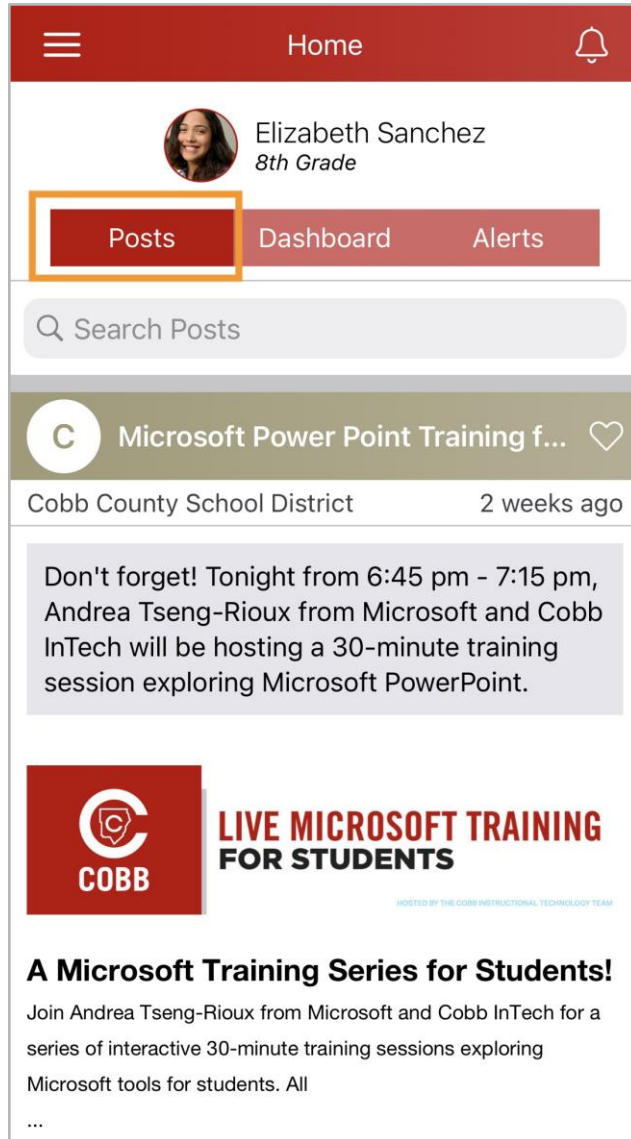 Home
Elizabeth Sanchez
8th Grade
Posts Dashboard Alerts
Search Posts
C Microsoft Power Point Training f...
Cobb County School District 2 weeks ago
Don't forget! Tonight from 6:45 pm - 7:15 pm,
Andrea Tseng-Rioux from Microsoft and Cobb
InTech will be hosting a 30-minute training
session exploring Microsoft PowerPoint.
C
COBB
LIVE MICROSOFT TRAINING
FOR STUDENTS
HOSTED BY THE COBB INSTRUCTIONAL TECHNOLOGY TEAM
A Microsoft Training Series for Students!
Join Andrea Tseng-Rioux from Microsoft and Cobb InTech for a
series of interactive 30-minute training sessions exploring
Microsoft tools for students. All
...